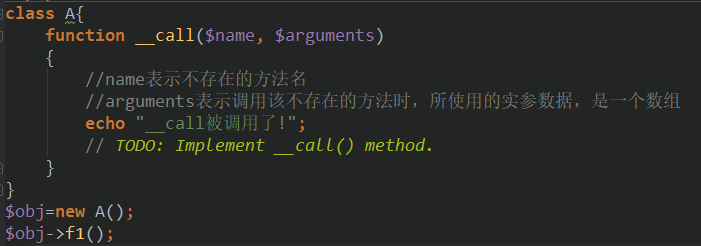 class A{
    function __call($name, $arguments)
    {
        //name表示不存在的方法名
        //arguments表示调用该不存在的方法时，所使用的实参数据，是一个数组
        echo "__call被调用了!";
        // TODO: Implement __call() method.
    }
}
$obj=new A();
$obj->f1();